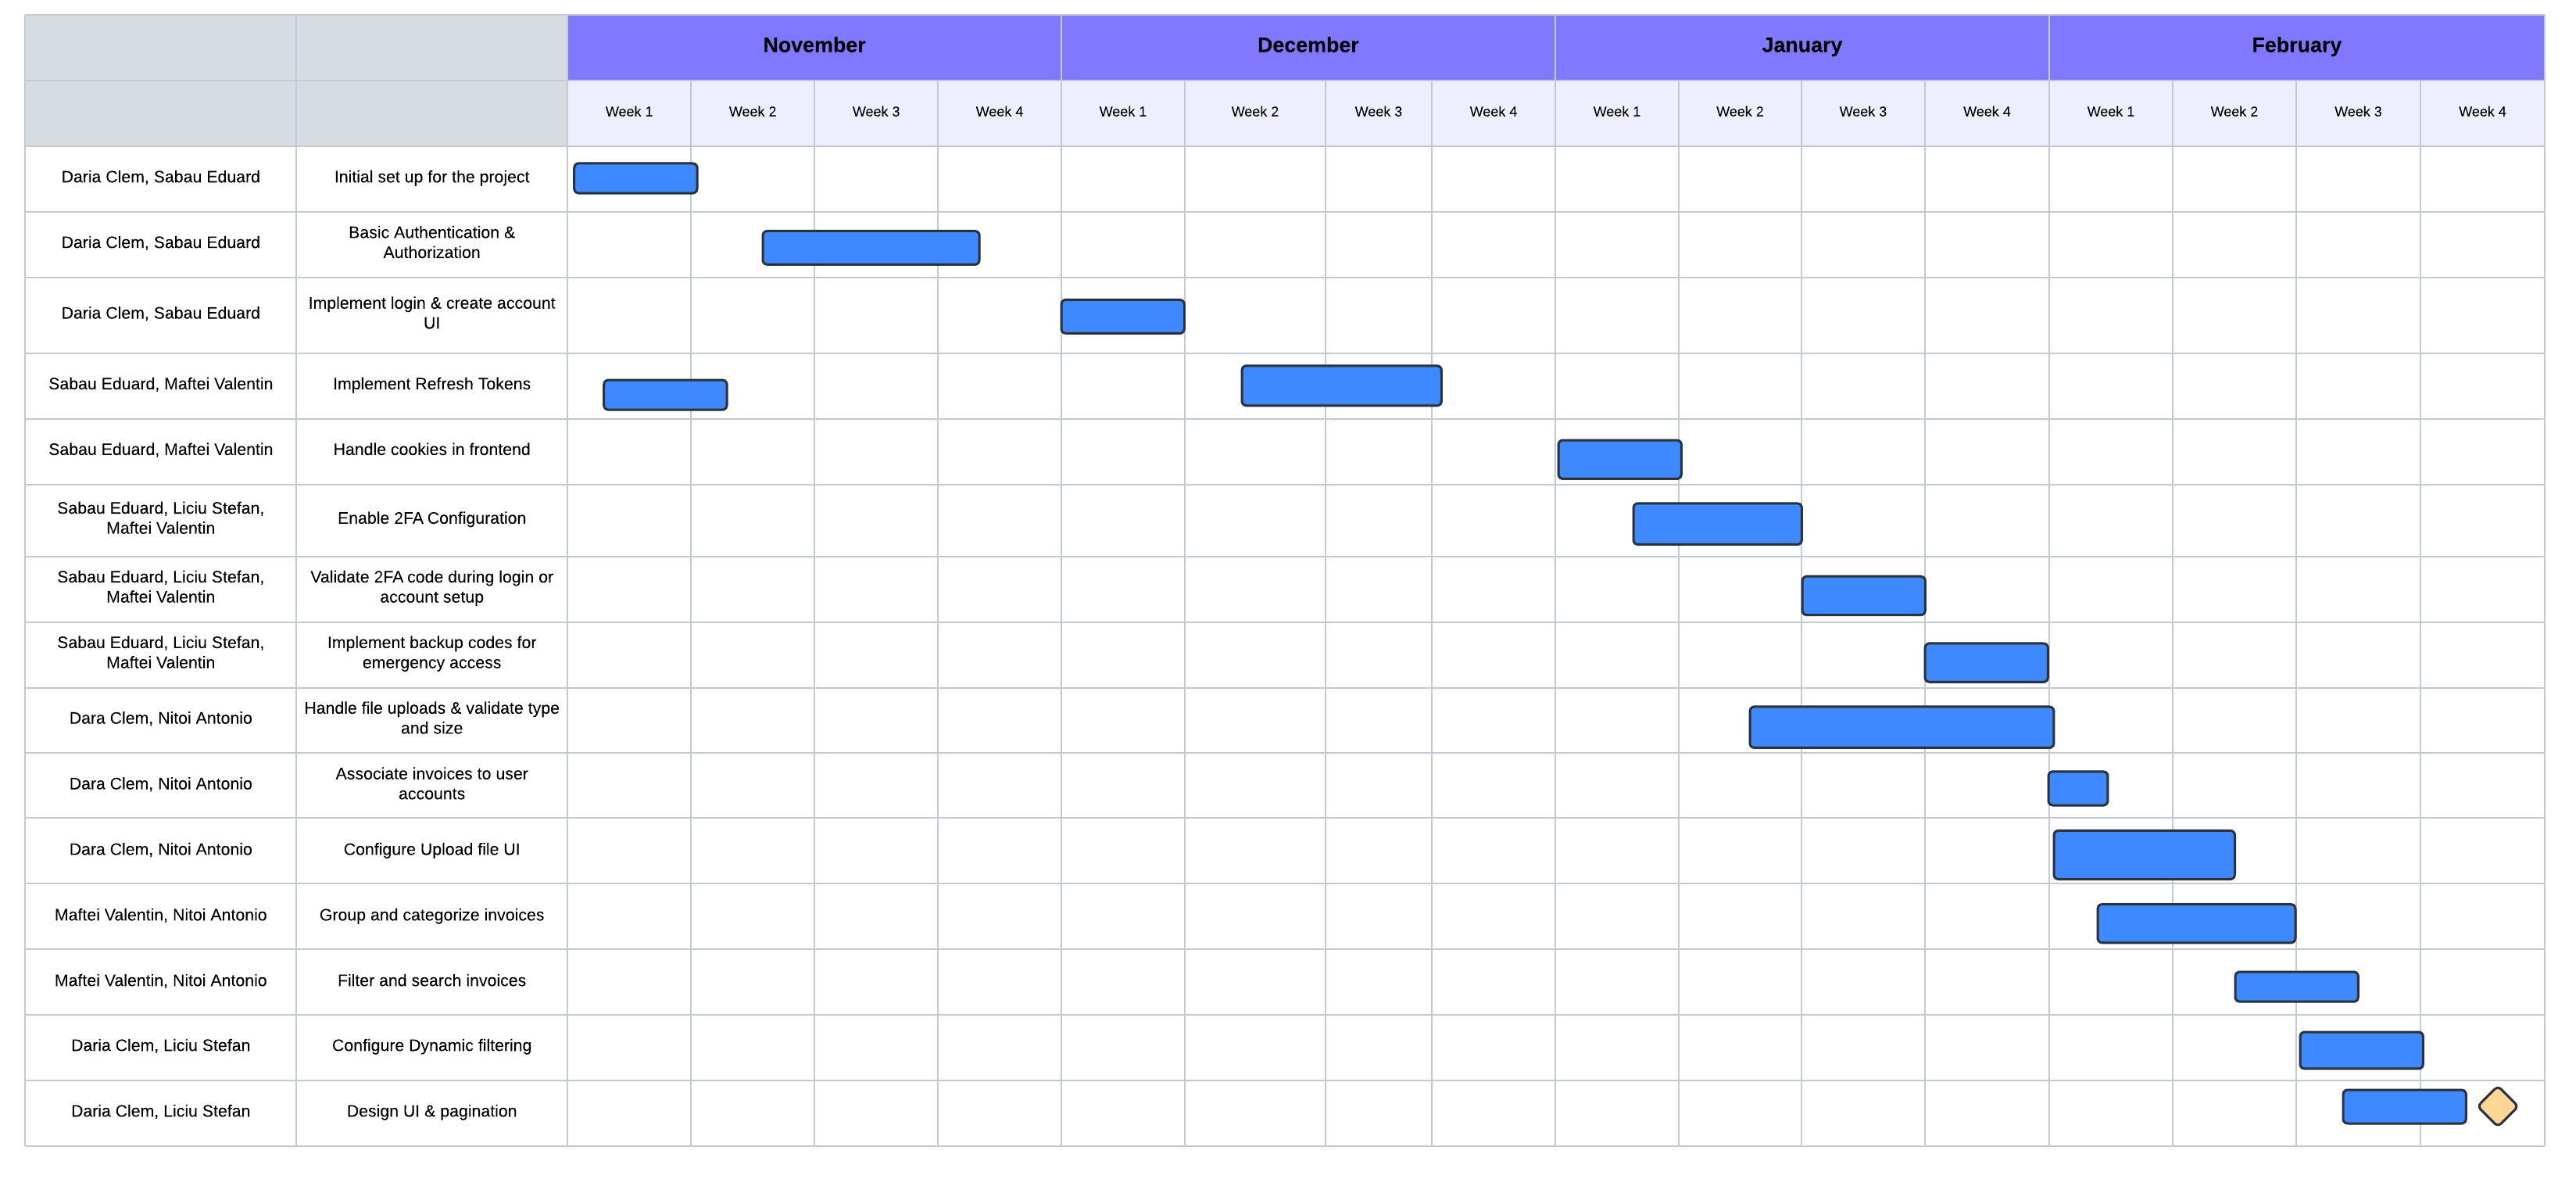 November December January February
Week 1 Week 2 Week 3 Week 4 Week 1 Week 2 Week 3 Week 4 Week 1 Week 2 Week 3 Week 4 Week 1 Week 2 Week 3 Week 4
Daria Clem, Sabau Eduard
Initial set up for the project
Daria Clem, Sabau Eduard
Basic Authentication &
Authorization
Daria Clem, Sabau Eduard
Implement login & create account
UI
Sabau Eduard, Maftei Valentin
Implement Refresh Tokens
Sabau Eduard, Maftei Valentin
Handle cookies in frontend
Sabau Eduard, Liciu Stefan,
Maftei Valentin
Enable 2FA Configuration
Sabau Eduard, Liciu Stefan,
Maftei Valentin
Validate 2FA code during login or
account setup
Sabau Eduard, Liciu Stefan,
Maftei Valentin
Implement backup codes for
emergency access
Dara Clem, Nitoi Antonio
Handle file uploads & validate type
and size
Dara Clem, Nitoi Antonio
Associate invoices to user
accounts
Dara Clem, Nitoi Antonio
Configure Upload file UI
Maftei Valentin, Nitoi Antonio
Group and categorize invoices
Maftei Valentin, Nitoi Antonio
Filter and search invoices
Daria Clem, Liciu Stefan
Configure Dynamic filtering
Daria Clem, Liciu Stefan
Design UI & pagination